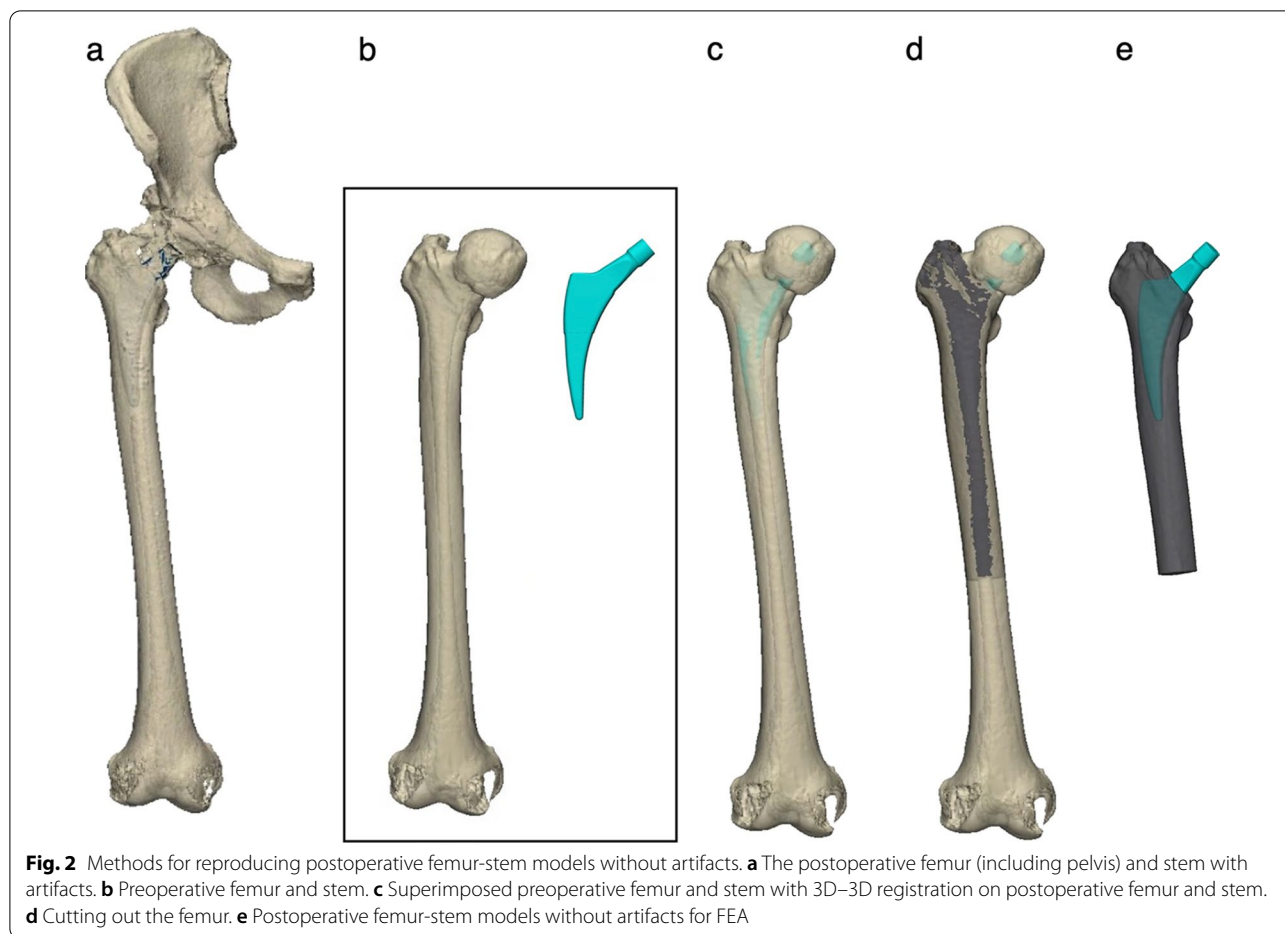 a b c d e
Fig. 2 Methods for reproducing postoperative femur-stem models without artifacts. a The postoperative femur (including pelvis) and stem with
artifacts. b Preoperative femur and stem. c Superimposed preoperative femur and stem with 3D–3D registration on postoperative femur and stem.
d Cutting out the femur. e Postoperative femur-stem models without artifacts for FEA